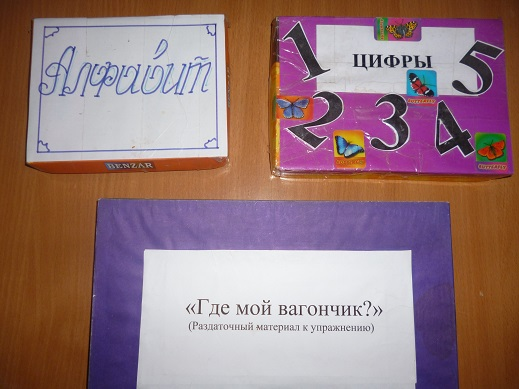 Алфавит
BENZAR
ЦИФРЫ
1 5
2 3 4
«Где мой вагончик?»
(Раздаточный материал к упражнению)